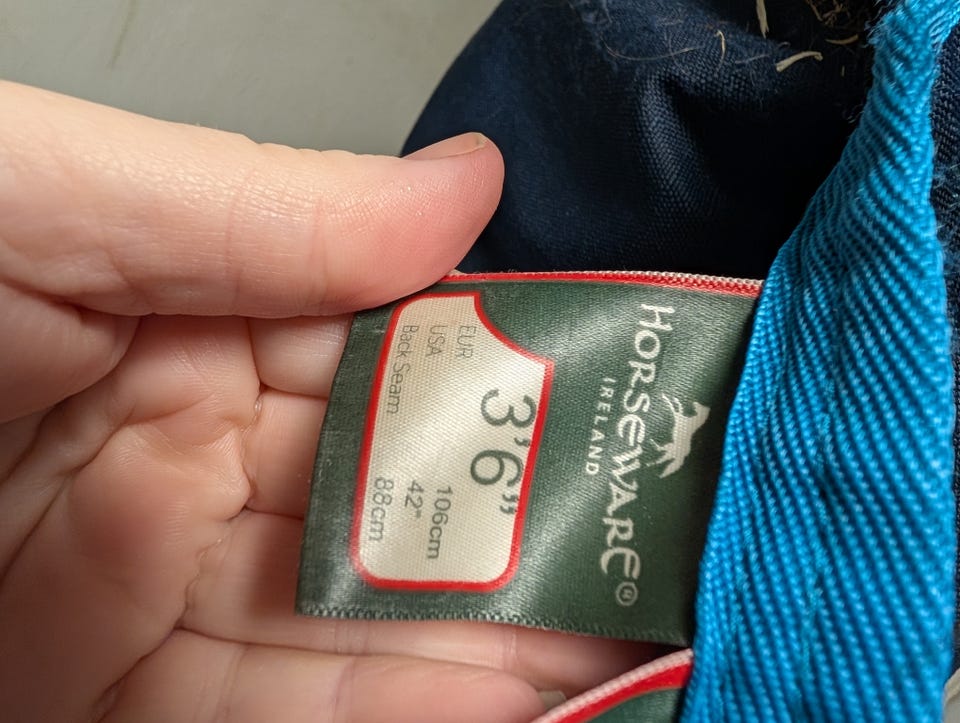 HORSEWARE®
IRELAND
3'6"
EUR 106cm
USA 42"
Back Seam 88cm